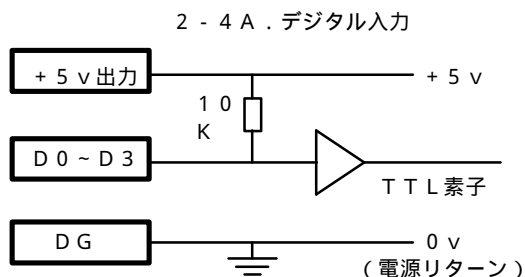 ２-４Ａ．デジタル入力
＋５ｖ出力
＋５ｖ
１０
Ｋ
Ｄ０~Ｄ３
ＴＴＬ素子
ＤＧ
０ｖ
（電源リターン）